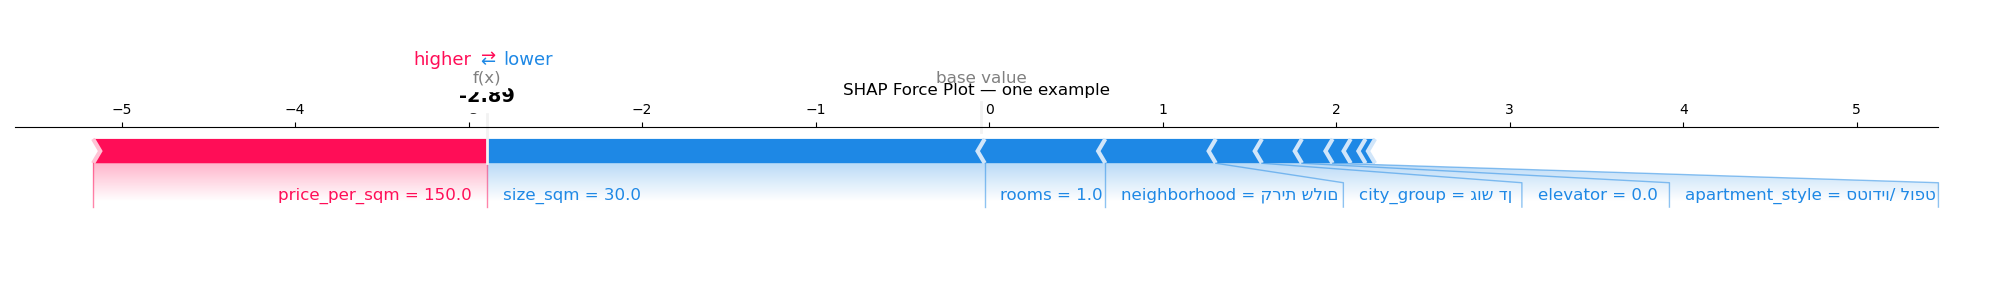 higher ⇄ lower
f(x)
base value
SHAP Force Plot — one example
-2.89
−5 −4 −2 −1 0 1 2 3 4 5
price_per_sqm = 150.0
size_sqm = 30.0
rooms = 1.0
neighborhood = קרית שלום
city_group = גוש דן
elevator = 0.0
apartment_style = סטודיו/ לופט